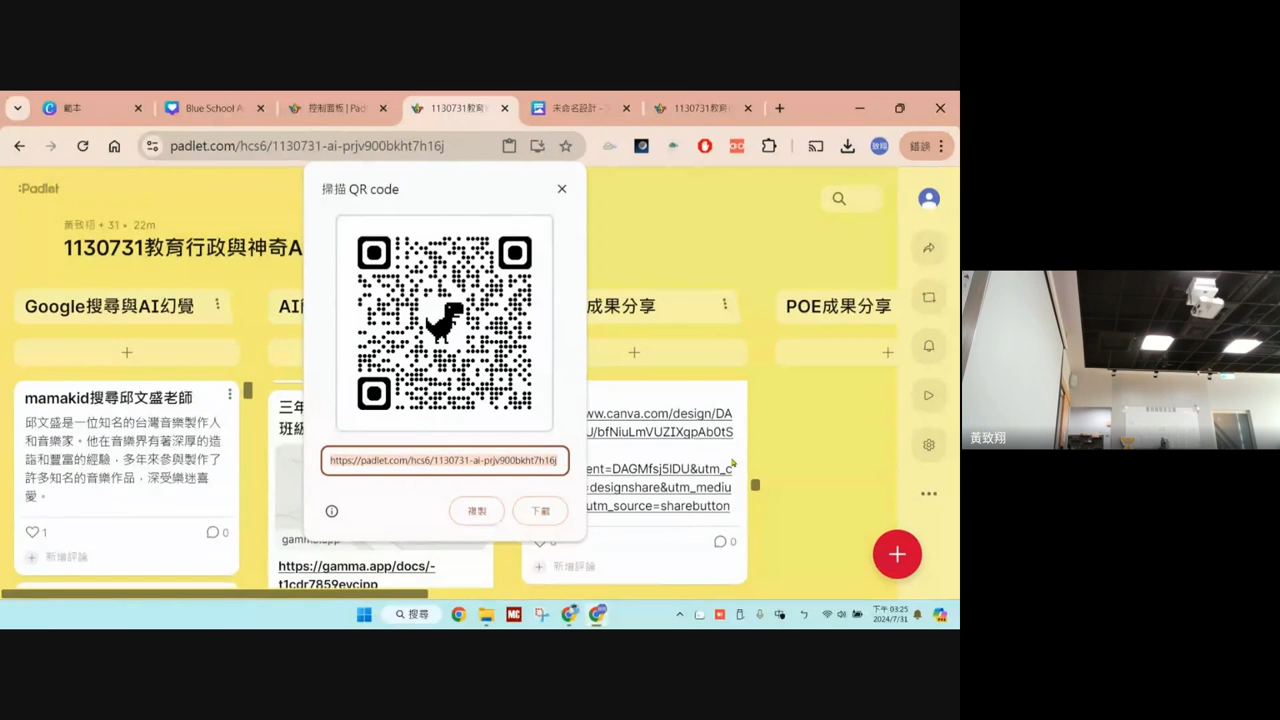 範本
Blue School A
控制面板 | Pad
1130731教育
未命名設計 -
1130731教育
padlet.com/hcs6/1130731-ai-prjv900bkht7h16j
錯誤
:Padlet
黃致翔 + 31 • 22m
1130731教育行政與神奇A
掃描 QR code
Google搜尋與AI幻覺
成果分享
POE成果分享
mamakid搜尋邱文盛老師
邱文盛是一位知名的台灣音樂製作人
和音樂家。他在音樂界有著深厚的造
詣和豐富的經驗，多年來參與製作了
許多知名的音樂作品，深受樂迷喜
愛。
1
0
新增評論
三年
班級
gamma.app
https://gamma.app/docs/-
t1cdr7859evcjpp
https://padlet.com/hcs6/1130731-ai-prjv900bkht7h16j
複製
下載
ww.canva.com/design/DA
U/bfNiuLmVUZIXgpAb0tS
ent=DAGMfsj5IDU&utm_c
=designshare&utm_mediu
utm_source=sharebutton
0
新增評論
搜尋
下午 03:25
2024/7/31
黃致翔